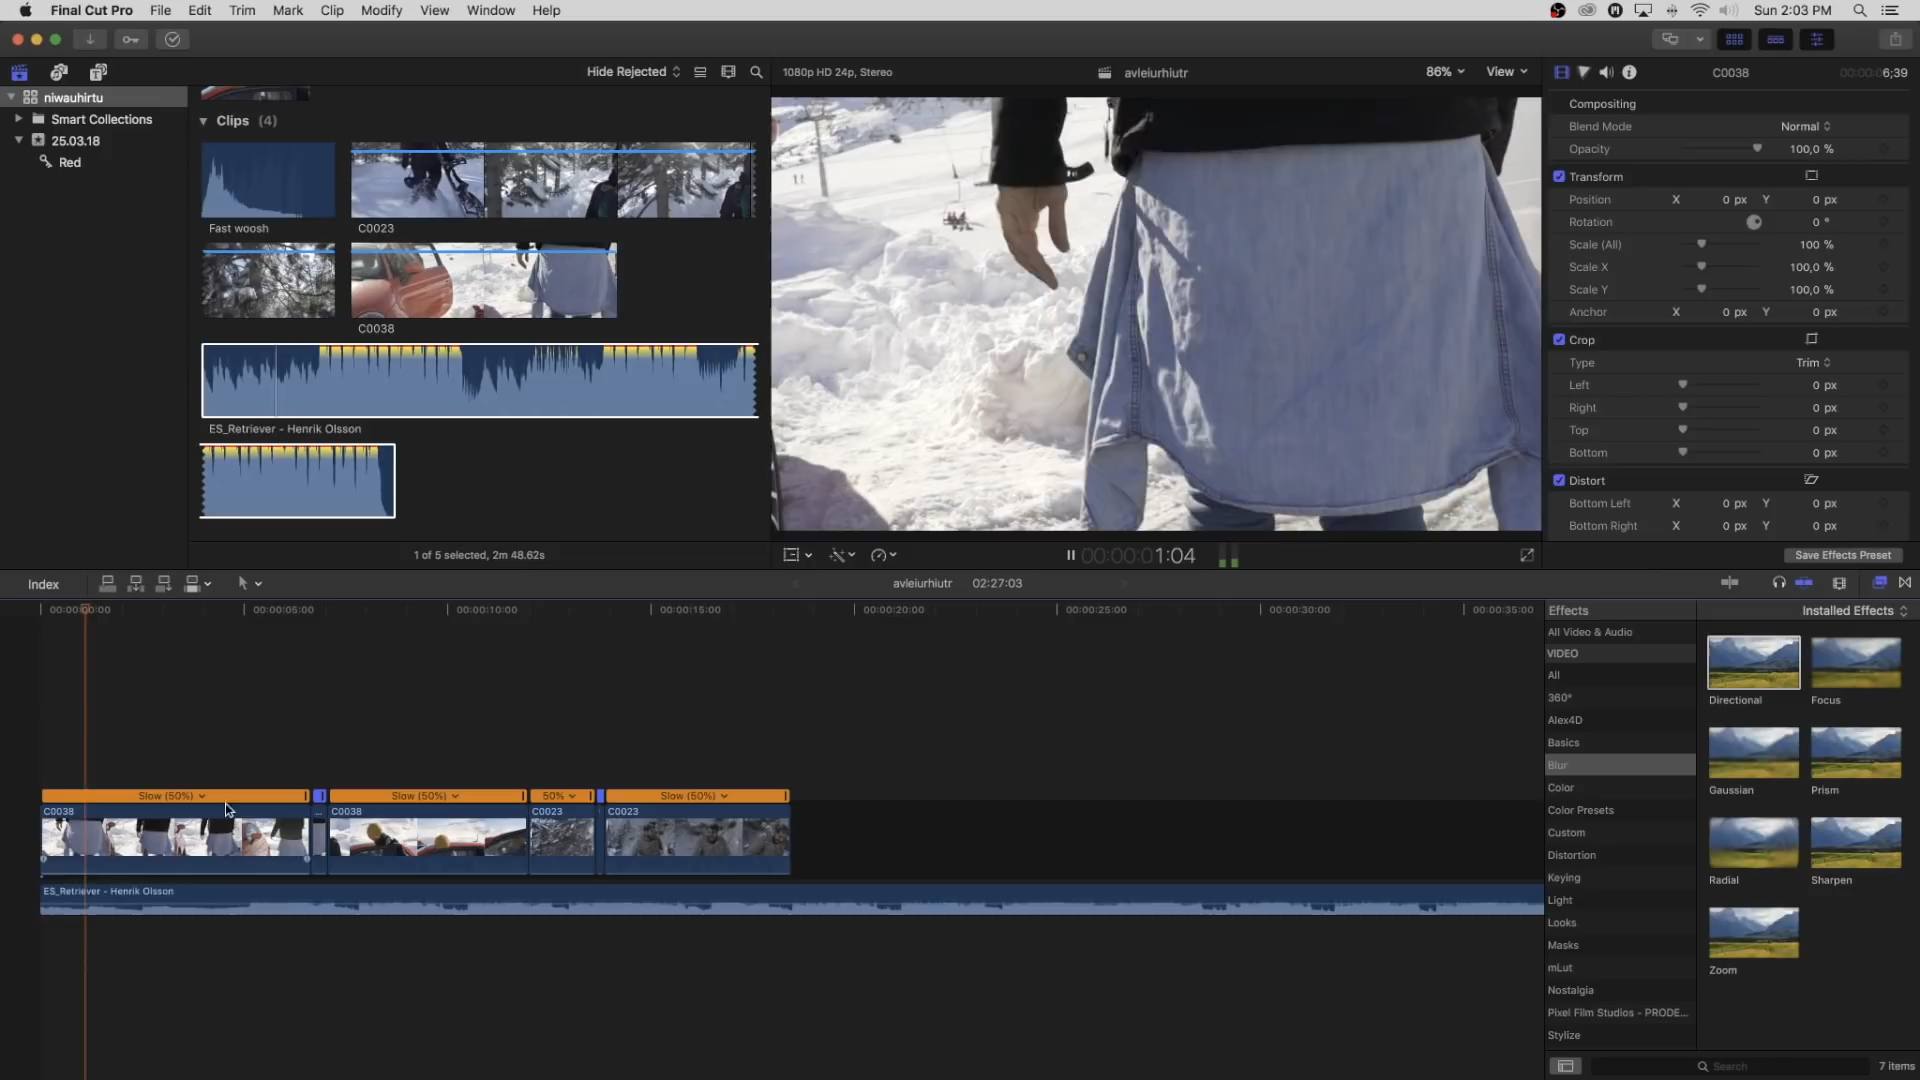 Final Cut Pro File Edit Trim Mark Clip Modify View Window Help Sun 2:03 PM
Hide Rejected
1080p HD 24p, Stereo avleiurhiutr 86% View
C0038 00:00:06;39
niwauhirtu
Smart Collections
25.03.18
Red
Clips (4)
Fast woosh
C0023
C0038
ES_Retriever - Henrik Olsson
1 of 5 selected, 2m 48.62s
00:00:01:04
Compositing
Blend Mode Normal
Opacity 100,0 %
Transform
Position X 0 px Y 0 px
Rotation 0 °
Scale (All) 100 %
Scale X 100,0 %
Scale Y 100,0 %
Anchor X 0 px Y 0 px
Crop
Type Trim
Left 0 px
Right 0 px
Top 0 px
Bottom 0 px
Distort
Bottom Left X 0 px Y 0 px
Bottom Right X 0 px Y 0 px
Save Effects Preset
Index
avleiurhiutr 02:27:03
00:00:00:00 00:00:05:00 00:00:10:00 00:00:15:00 00:00:20:00 00:00:25:00 00:00:30:00 00:00:35:00
Slow (50%) Slow (50%) 50% Slow (50%)
C0038 ... C0038 C0023 C0023
ES_Retriever - Henrik Olsson
Effects Installed Effects
All Video & Audio
VIDEO
All
360°
Alex4D
Basics
Blur
Color
Color Presets
Custom
Distortion
Keying
Light
Looks
Masks
mLut
Nostalgia
Pixel Film Studios - PRODE...
Stylize
Directional Focus
Gaussian Prism
Radial Sharpen
Zoom
Search 7 items